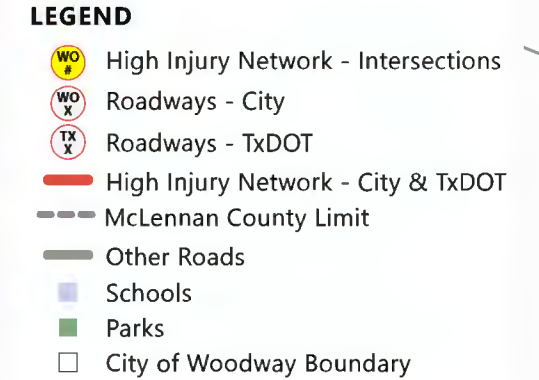 LEGEND
WO # High Injury Network - Intersections
WO X Roadways - City
TX X Roadways - TxDOT
High Injury Network - City & TxDOT
McLennan County Limit
Other Roads
Schools
Parks
City of Woodway Boundary